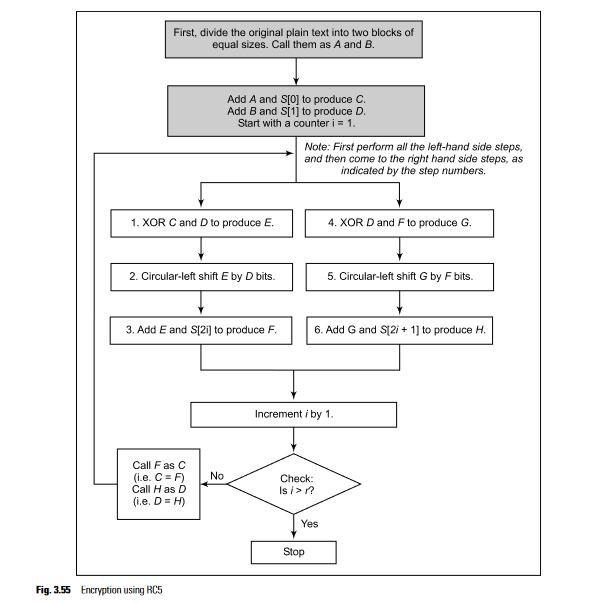 First, divide the original plain text into two blocks of
equal sizes. Call them as A and B.
Add A and S[0] to produce C.
Add B and S[1] to produce D.
Start with a counter i = 1.
Note: First perform all the left-hand side steps,
and then come to the right hand side steps, as
indicated by the step numbers.
1. XOR C and D to produce E.
2. Circular-left shift E by D bits.
3. Add E and S[2i] to produce F.
4. XOR D and F to produce G.
5. Circular-left shift G by F bits.
6. Add G and S[2i + 1] to produce H.
Increment i by 1.
Check:
Is i > r?
No
Call F as C
(i.e. C = F)
Call H as D
(i.e. D = H)
Yes
Stop
Fig. 3.55 Encryption using RC5